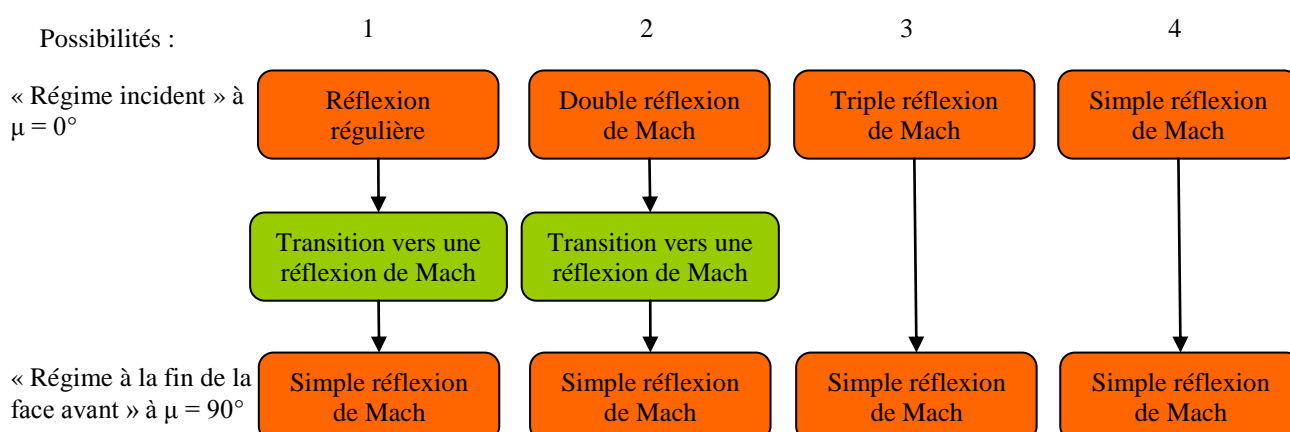 Possibilités :
1
2
3
4
« Régime incident » à
μ = 0°
Réflexion
régulière
Double réflexion
de Mach
Triple réflexion
de Mach
Simple réflexion
de Mach
Transition vers une
réflexion de Mach
Transition vers une
réflexion de Mach
« Régime à la fin de la
face avant » à μ = 90°
Simple réflexion
de Mach
Simple réflexion
de Mach
Simple réflexion
de Mach
Simple réflexion
de Mach